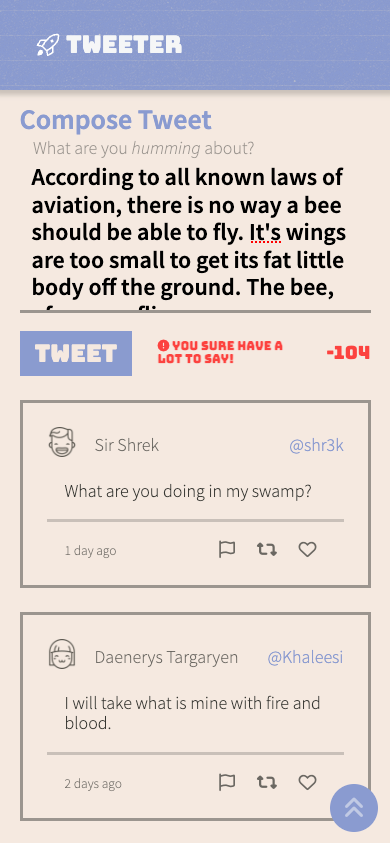 TWEETER
Compose Tweet
What are you humming about?
According to all known laws of
aviation, there is no way a bee
should be able to fly. It's wings
are too small to get its fat little
body off the ground. The bee,
TWEET
YOU SURE HAVE A
LOT TO SAY!
-104
Sir Shrek @shr3k
What are you doing in my swamp?
1 day ago
Daenerys Targaryen @Khaleesi
I will take what is mine with fire and
blood.
2 days ago